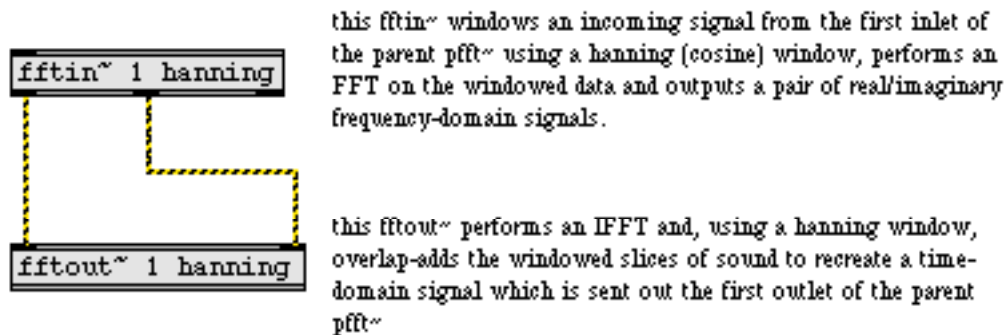 this fftin~ windows an incoming signal from the first inlet of
the parent pfft~ using a hanning (cosine) window, performs an
FFT on the windowed data and outputs a pair of real/imaginary
frequency-domain signals.
fftin~ 1 hanning
this fftout~ performs an IFFT and, using a hanning window,
overlap-adds the windowed slices of sound to recreate a time-
domain signal which is sent out the first outlet of the parent
pfft~
fftout~ 1 hanning